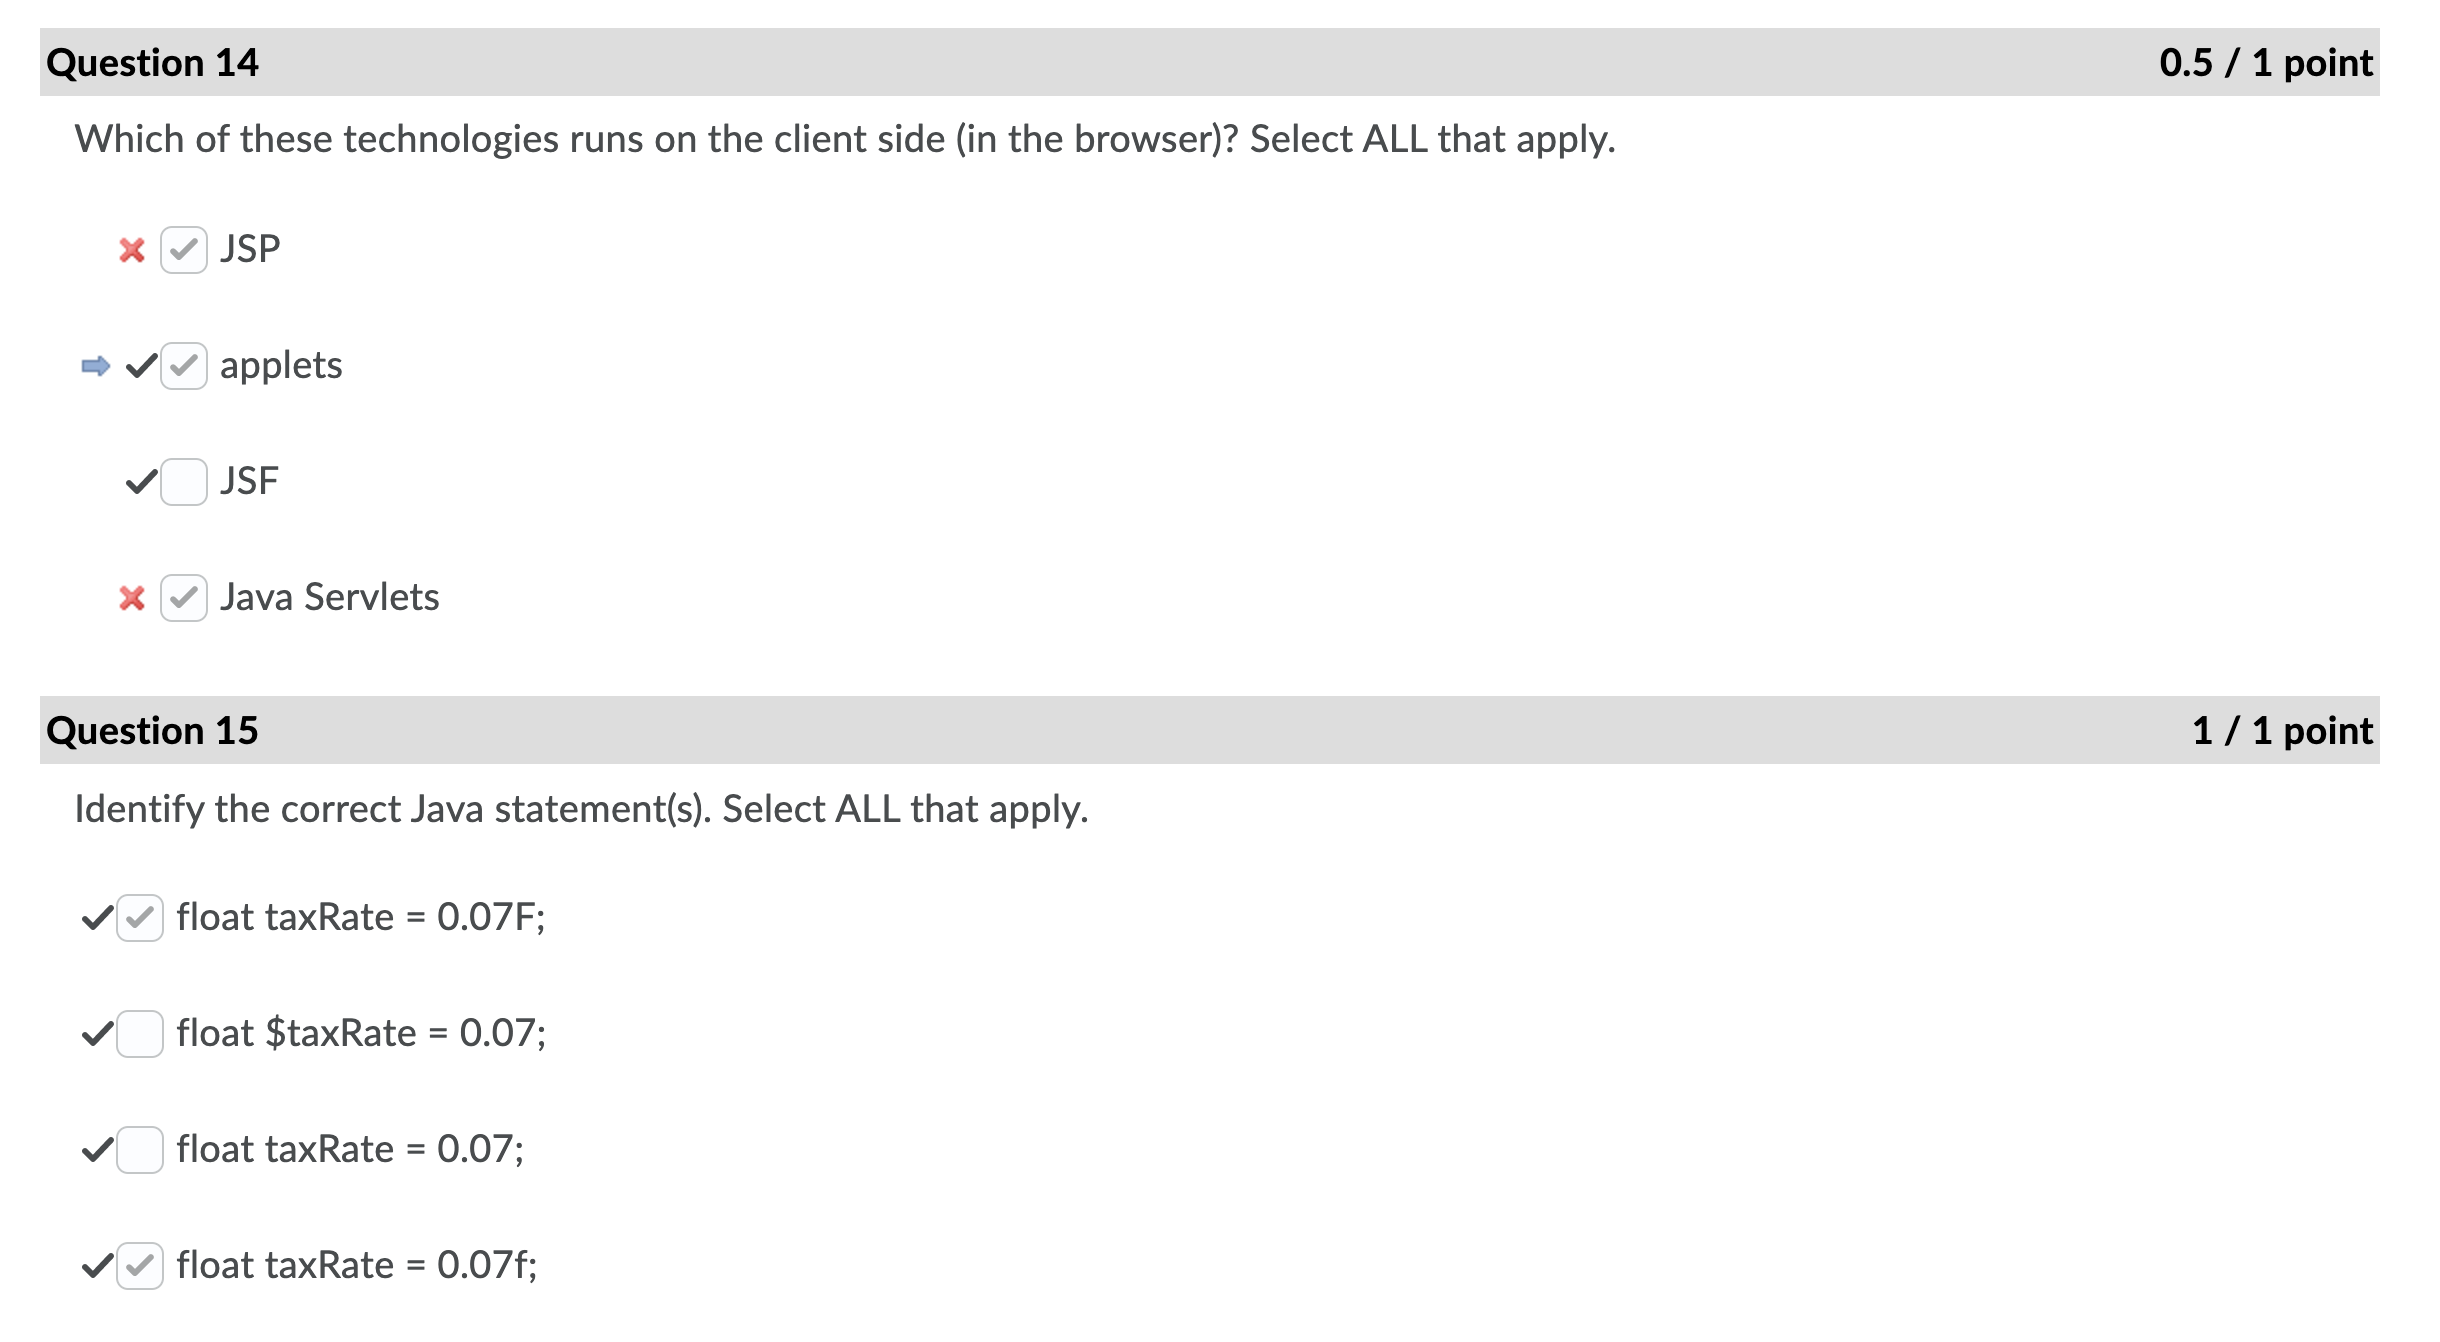 Question 14 0.5 / 1 point
Which of these technologies runs on the client side (in the browser)? Select ALL that apply.
JSP
applets
JSF
Java Servlets
Question 15 1 / 1 point
Identify the correct Java statement(s). Select ALL that apply.
float taxRate = 0.07F;
float $taxRate = 0.07;
float taxRate = 0.07;
float taxRate = 0.07f;